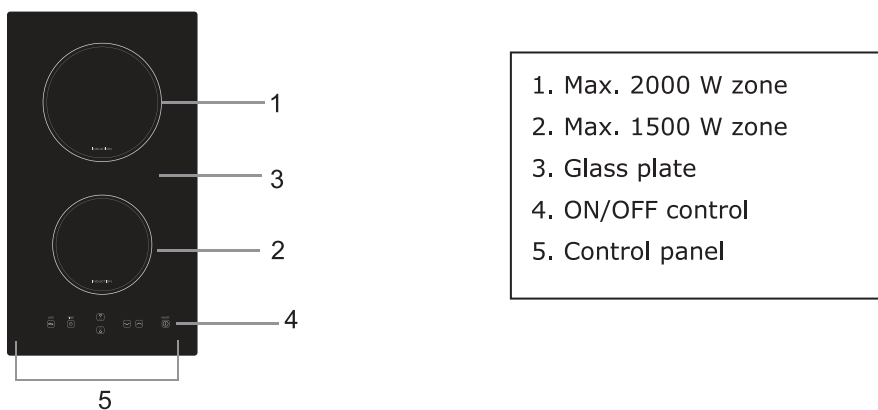 1
3
2
4
5
1. Max. 2000 W zone
2. Max. 1500 W zone
3. Glass plate
4. ON/OFF control
5. Control panel